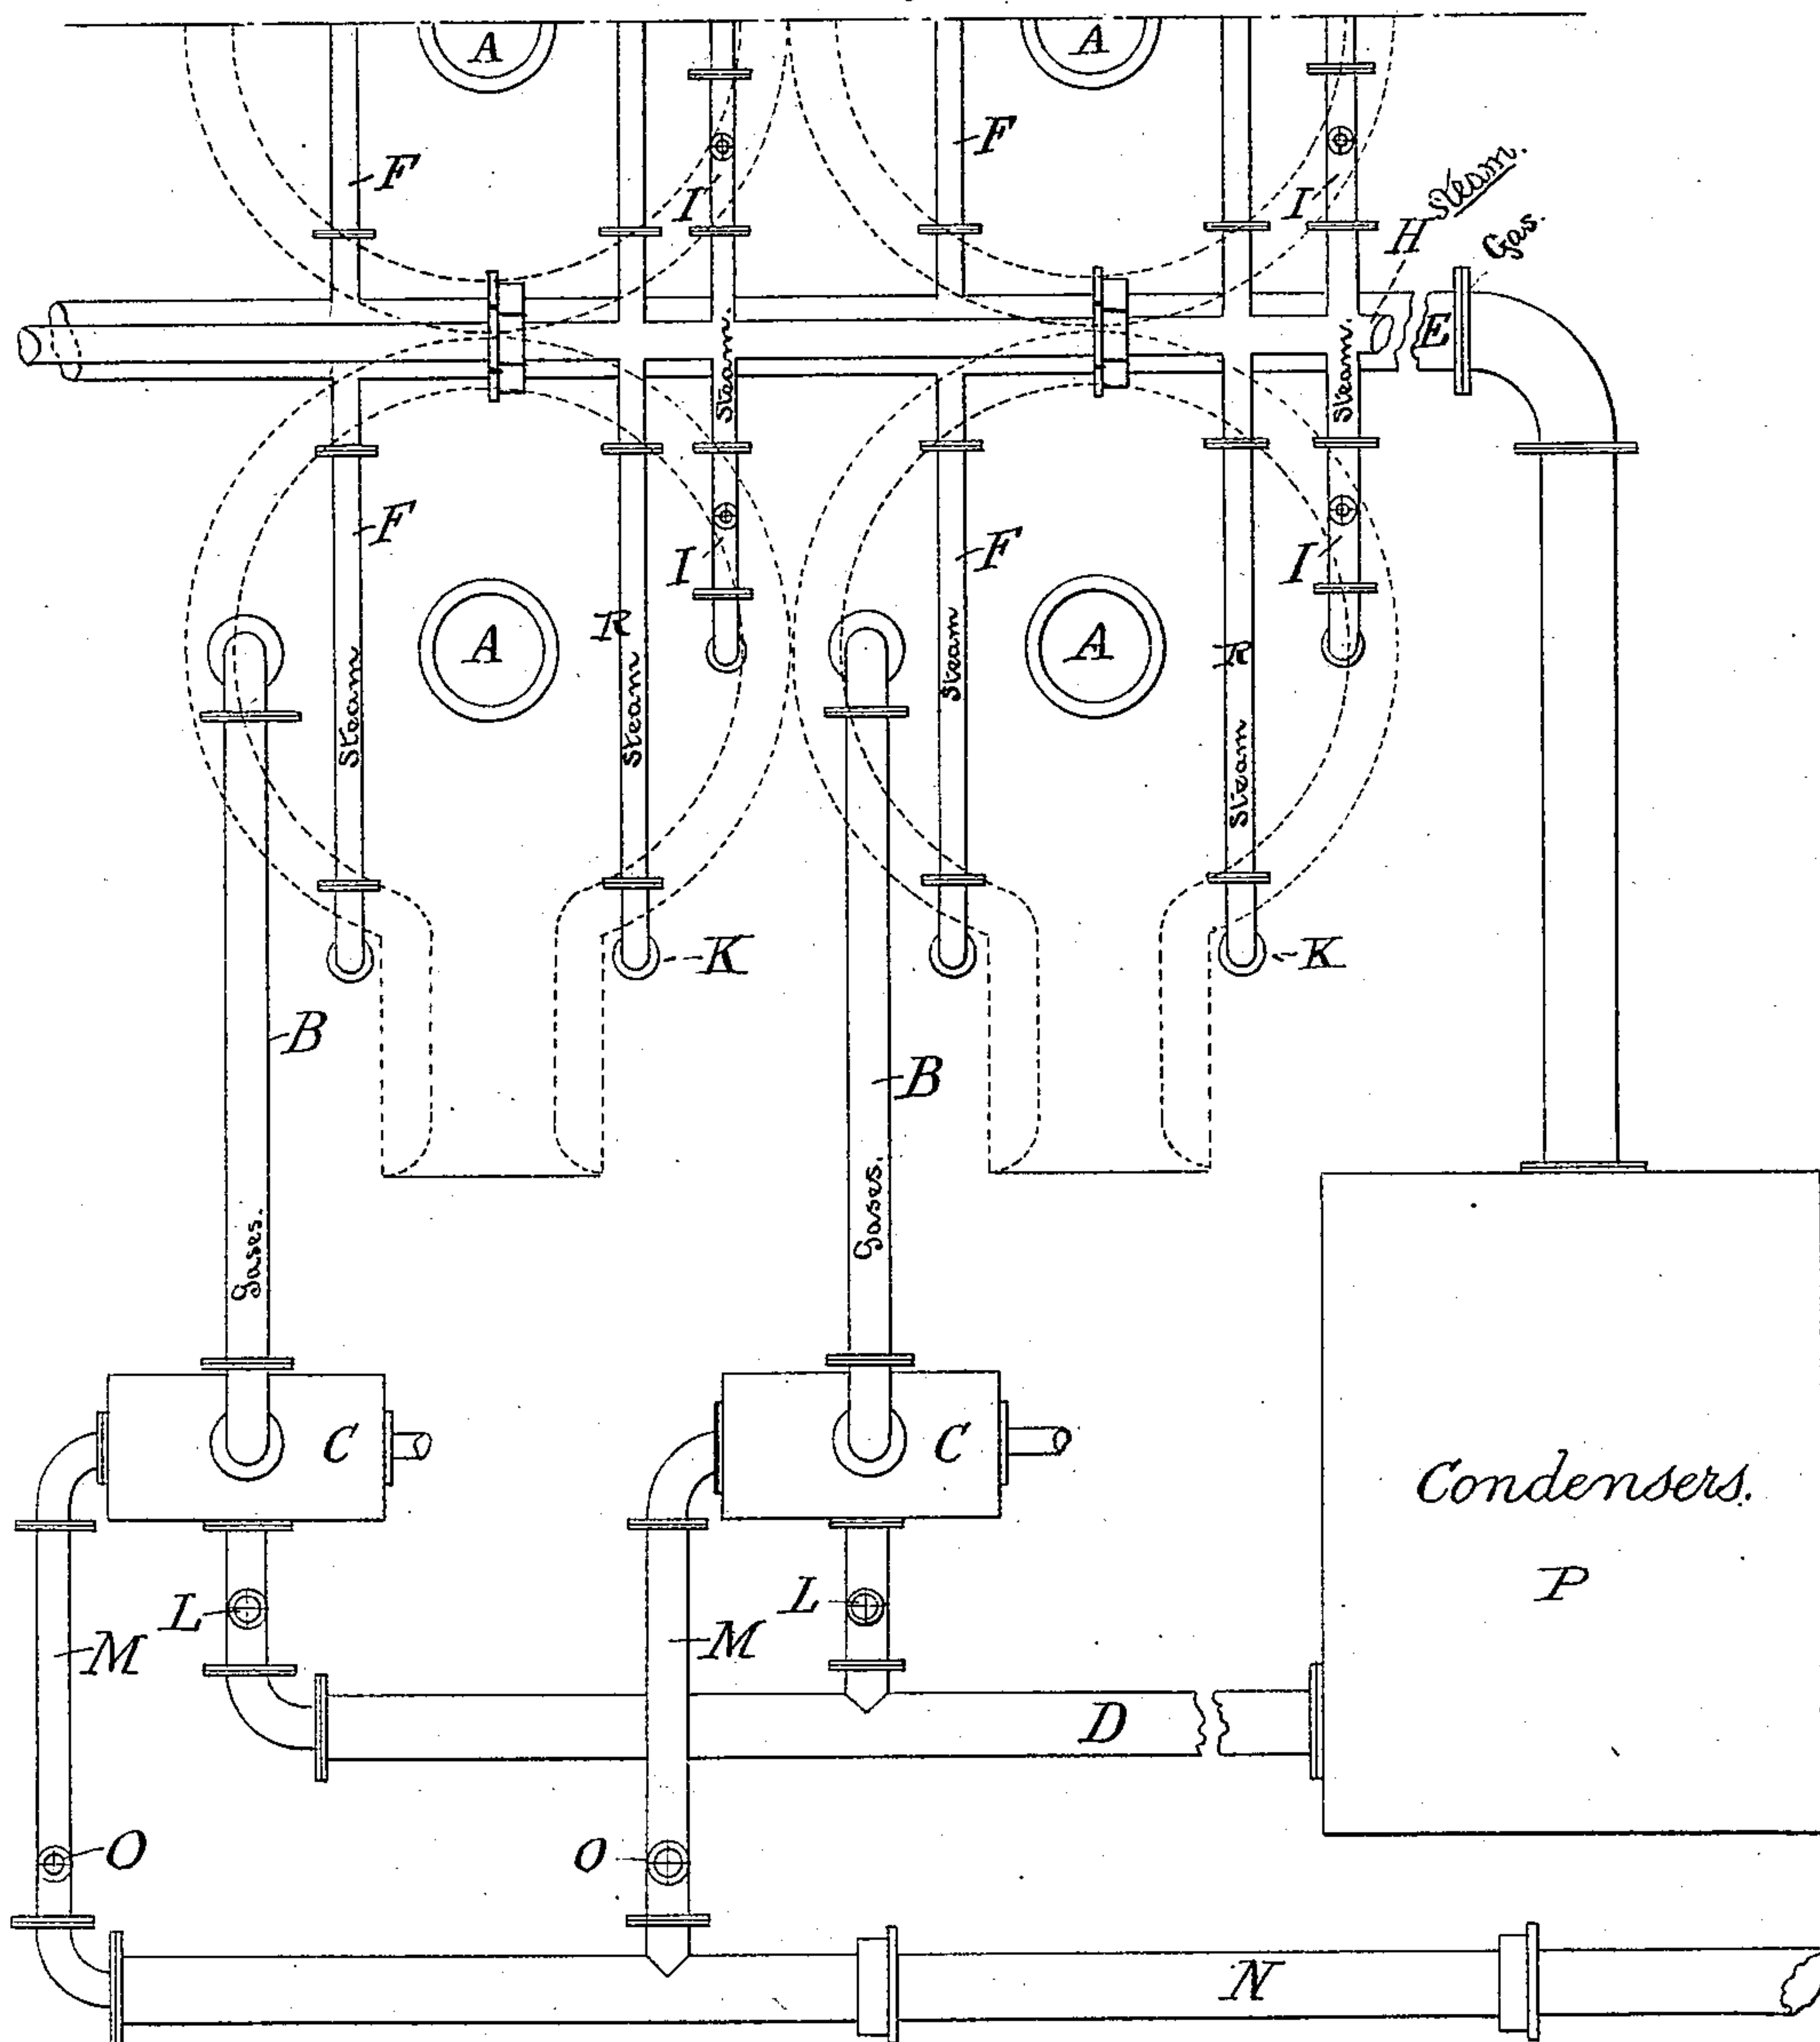 A
A
F
F
I
I
H
Steam.
Gas.
E
Steam.
Steam.
F
F
I
I
A
A
R
R
Steam
Steam
Steam
Steam
K
K
B
B
Gases.
Gases.
C
C
Condensers.
P
L
L
M
M
D
O
O
N